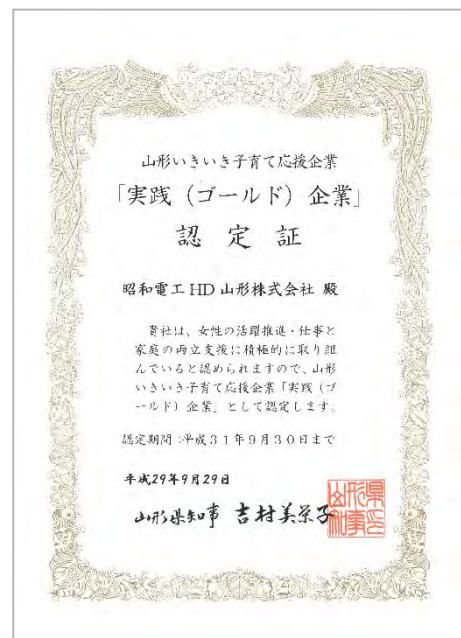 山形いきいき子育て応援企業
「実践（ゴールド）企業」
認定証
昭和電工HD山形株式会社 殿
貴社は、女性の活躍推進・仕事と
家庭の両立支援に積極的に取り組
んでいると認められますので、山形
いきいき子育て応援企業「実践（ゴ
ールド）企業」として認定します。
認定期間：平成31年9月30日まで
平成29年9月29日
山形県知事 吉村美栄子
山形県知事之印